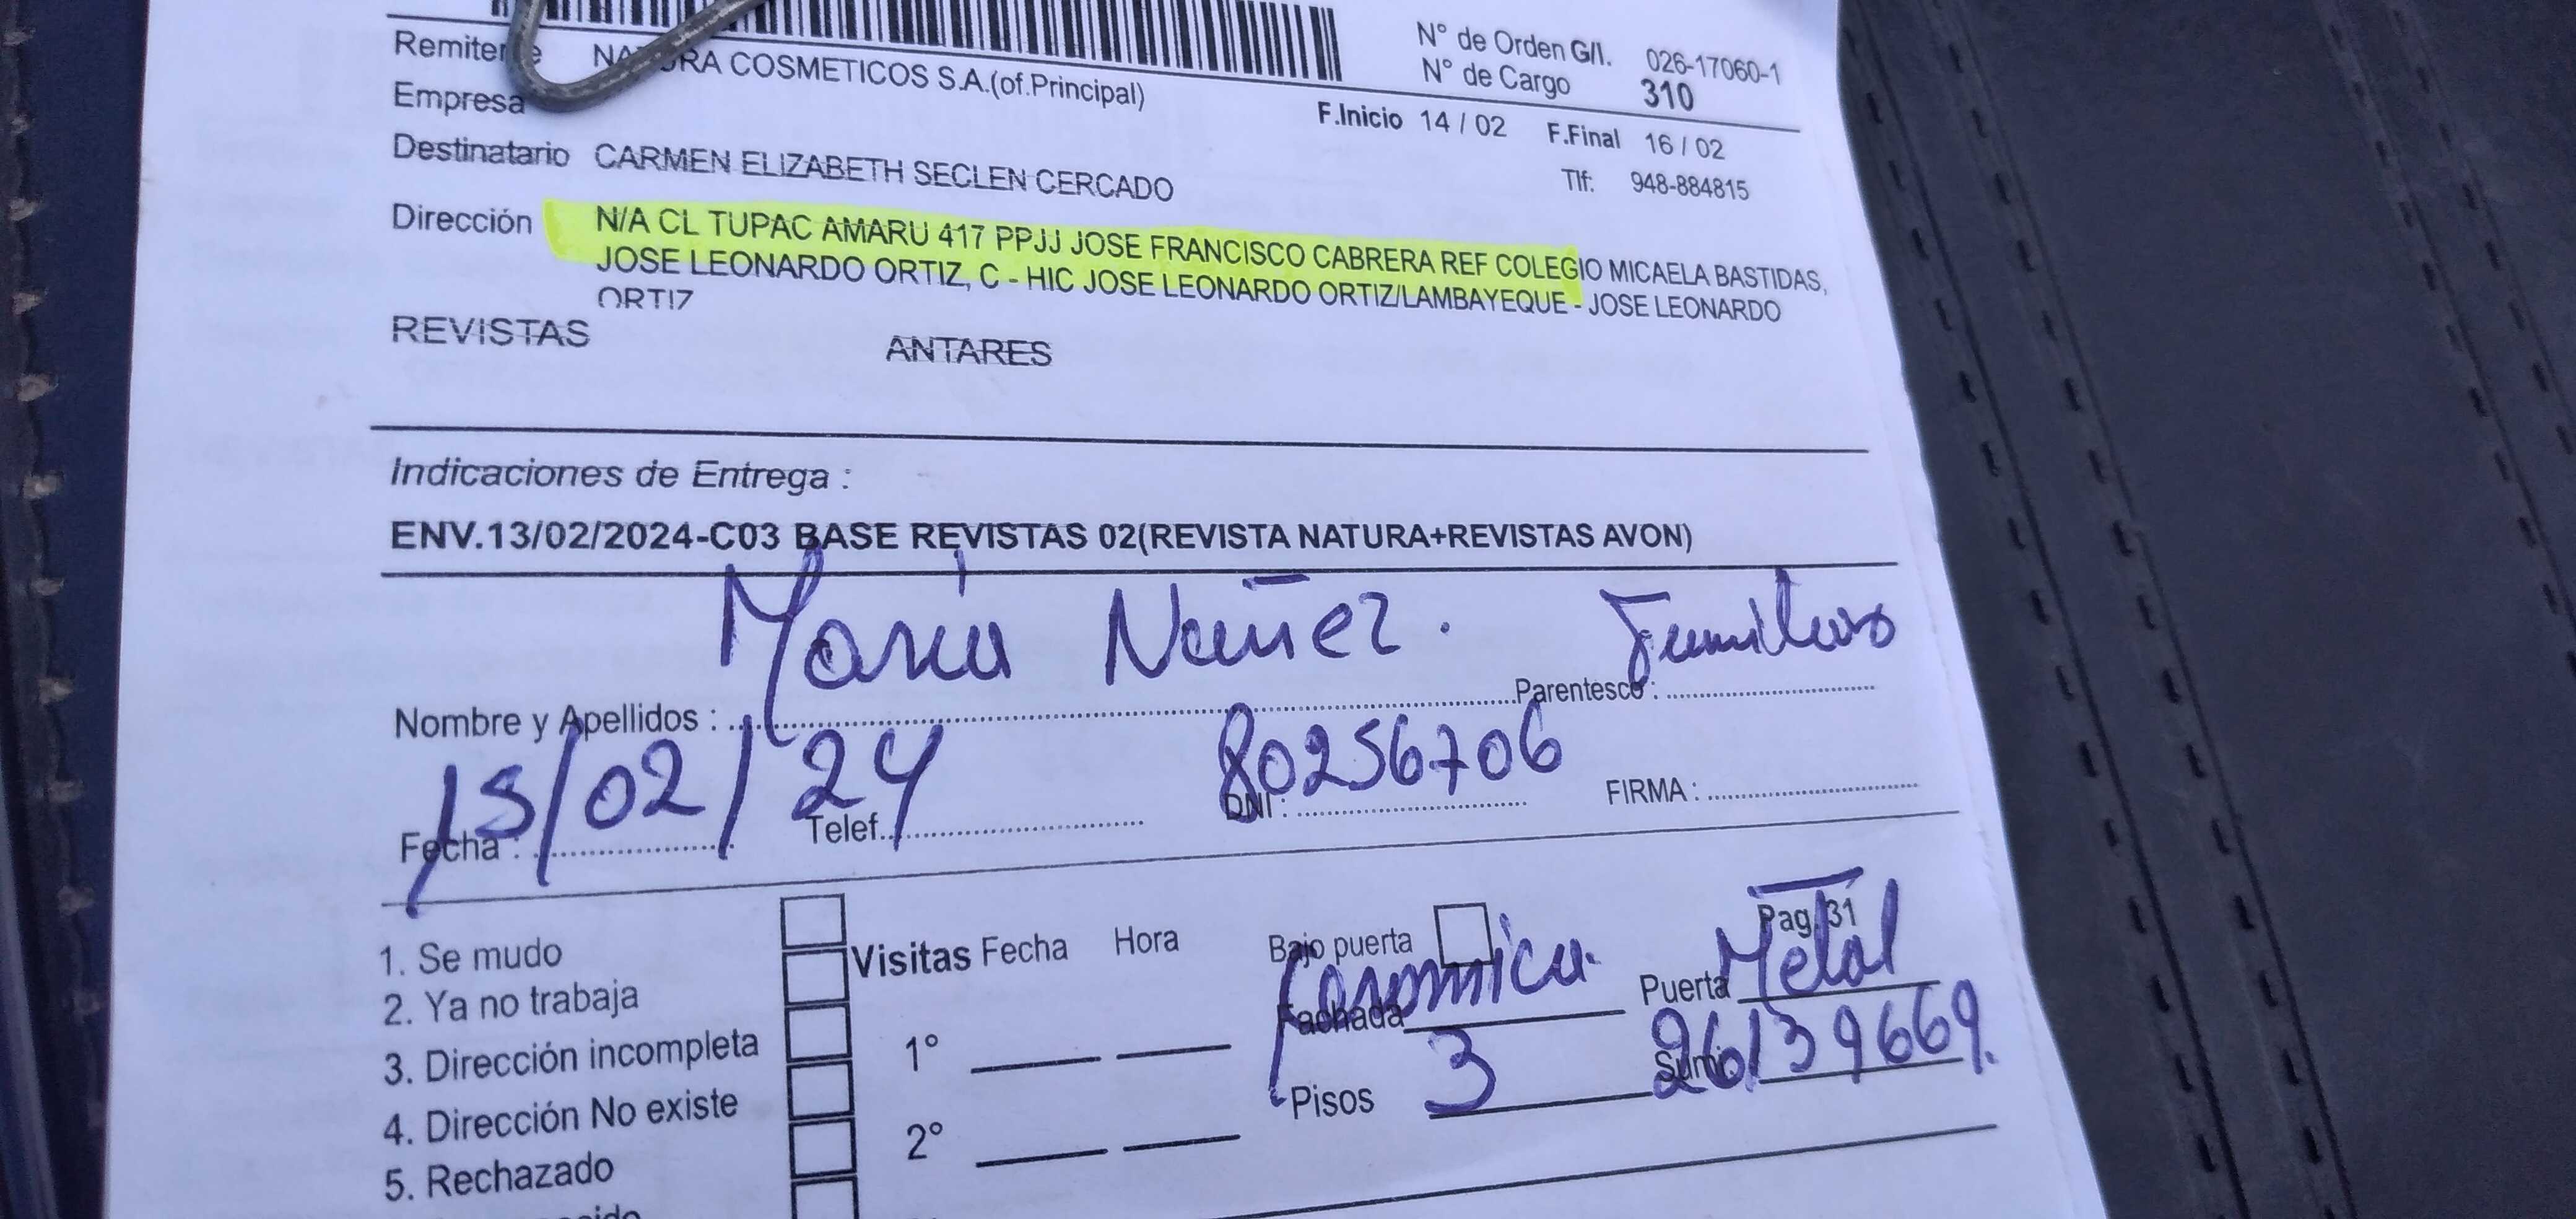 N° de Orden G/I. 026-17060-1
N° de Cargo 310
Remitente NATURA COSMETICOS S.A.(of.Principal)
Empresa
F.Inicio 14 / 02 F.Final 16 / 02
Destinatario CARMEN ELIZABETH SECLEN CERCADO
Tlf: 948-884815
Dirección N/A CL TUPAC AMARU 417 PPJJ JOSE FRANCISCO CABRERA REF COLEGIO MICAELA BASTIDAS,
JOSE LEONARDO ORTIZ, C - HIC JOSE LEONARDO ORTIZ/LAMBAYEQUE - JOSE LEONARDO
ORTIZ
REVISTAS ANTARES
Indicaciones de Entrega :
ENV.13/02/2024-C03 BASE REVISTAS 02(REVISTA NATURA+REVISTAS AVON)
Maria Nuñez. Familiar
Nombre y Apellidos : Parentesco :
15/02/24 80256706
Fecha : Telef. DNI : FIRMA :
Pag. 31
1. Se mudo
Visitas Fecha Hora
Bajo puerta
2. Ya no trabaja
Fachada Puerta Metal
3. Dirección incompleta
1°
Pisos 3 Sumi. 26139669.
4. Dirección No existe
2°
5. Rechazado